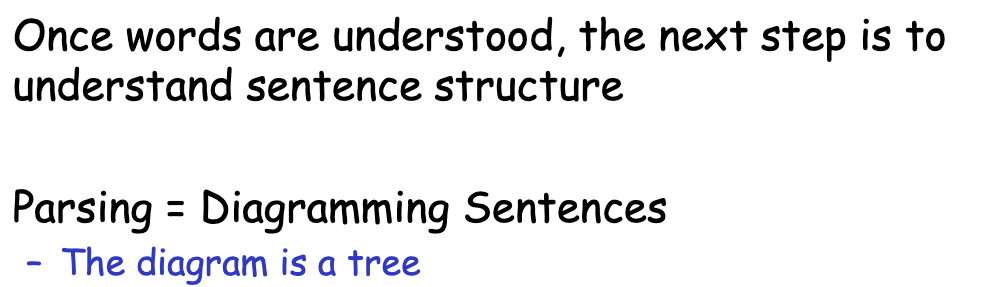 Once words are understood, the next step is to
understand sentence structure
Parsing = Diagramming Sentences
– The diagram is a tree